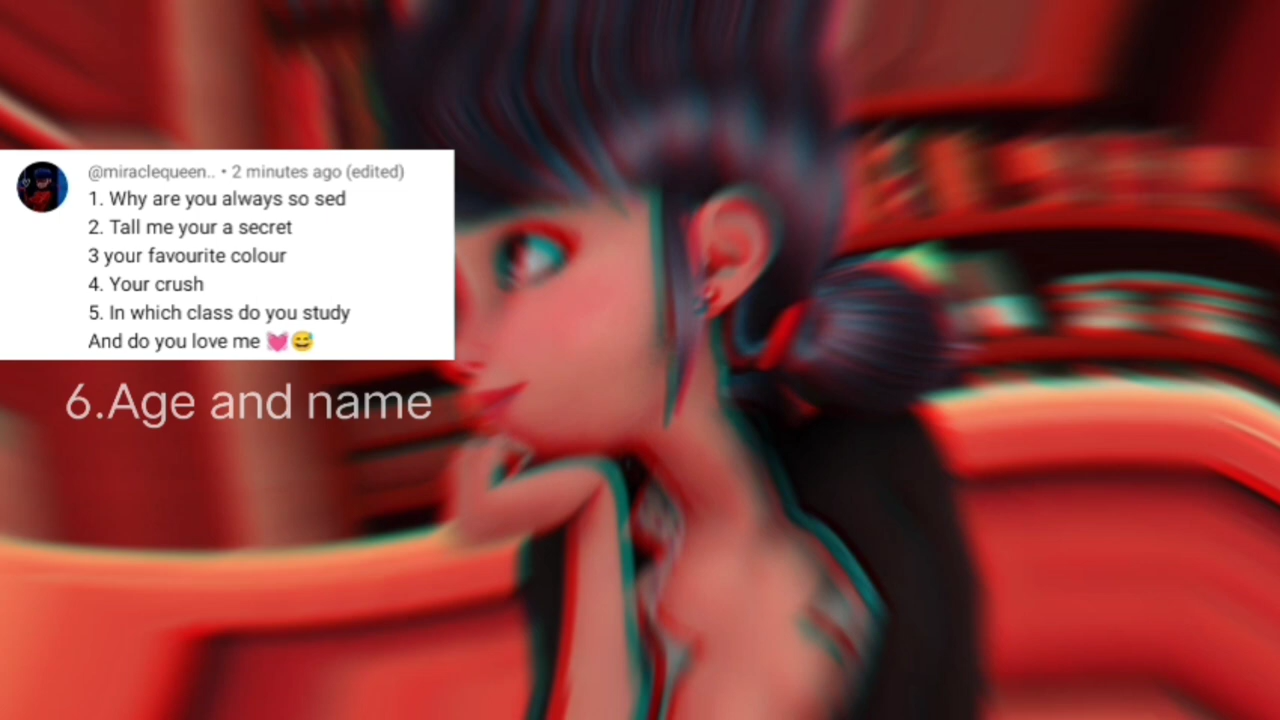 @miraclequeen.. • 2 minutes ago (edited)
1. Why are you always so sed
2. Tall me your a secret
3 your favourite colour
4. Your crush
5. In which class do you study
And do you love me 💓😅
6.Age and name